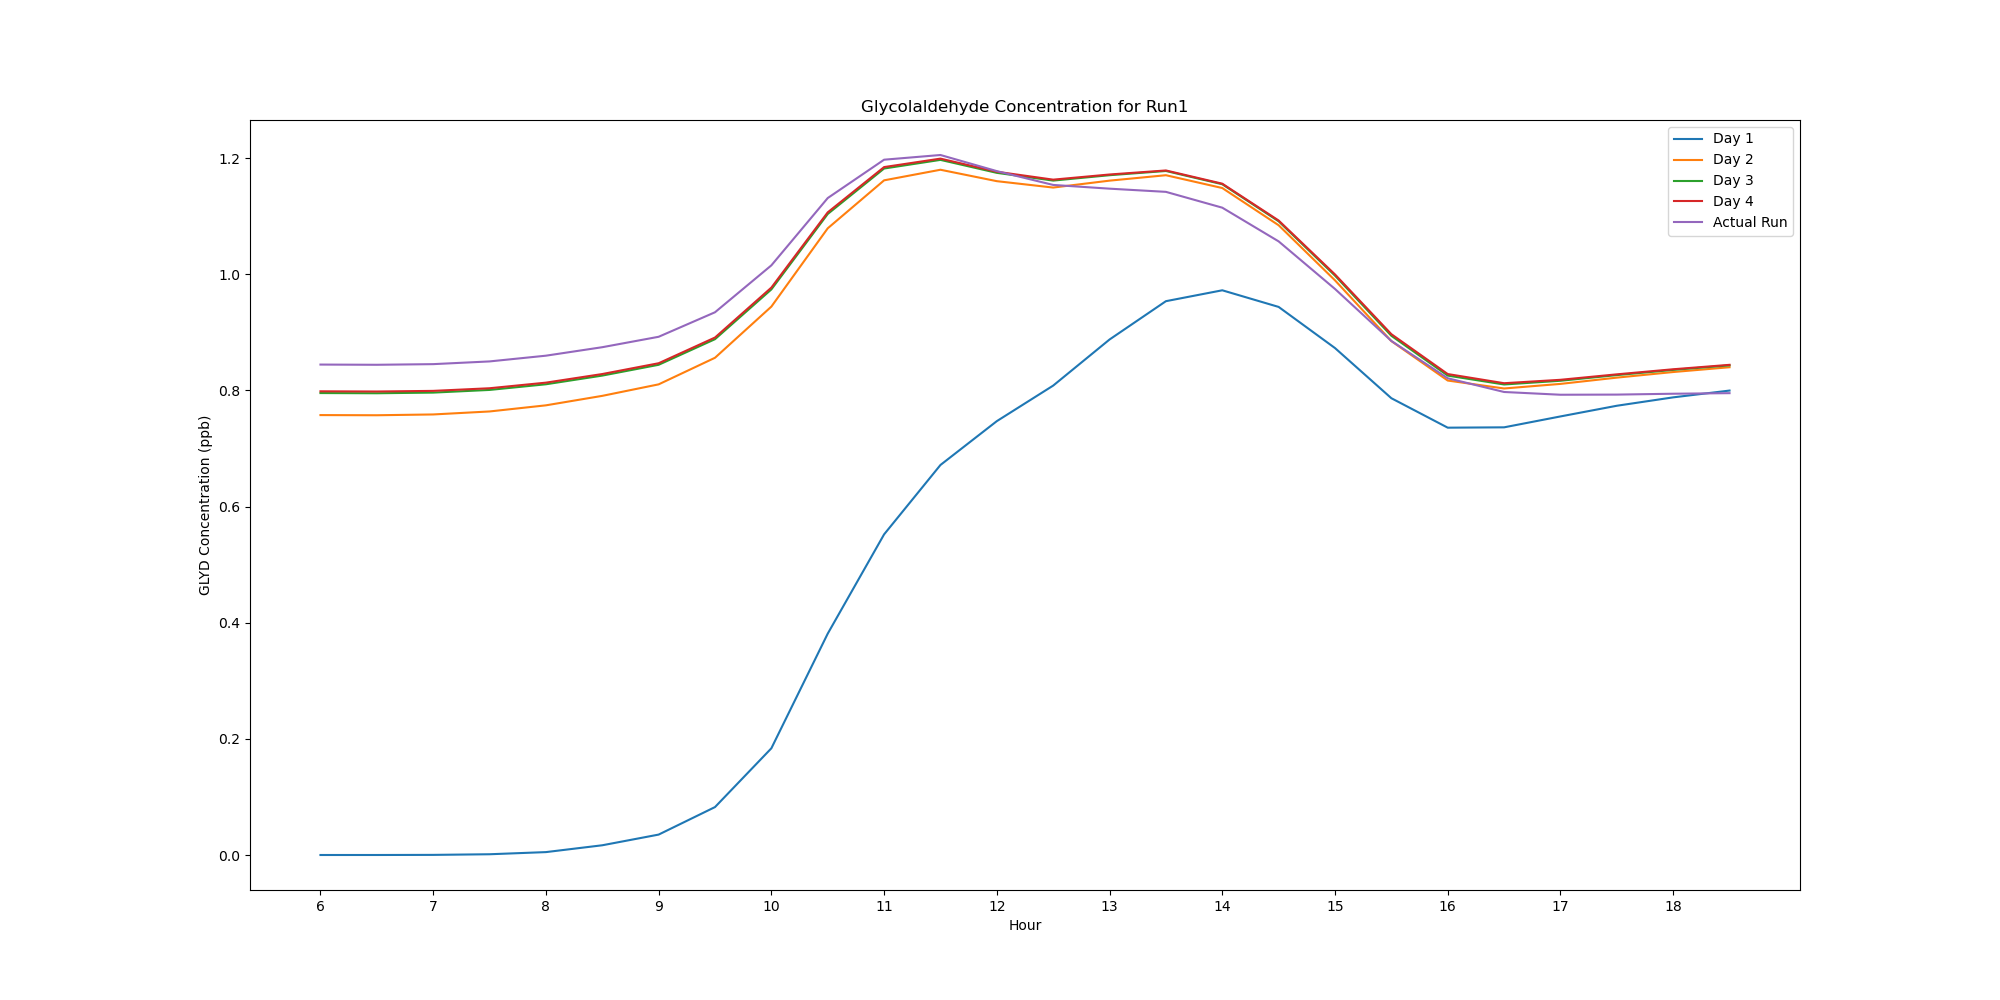 Glycolaldehyde Concentration for Run1
Day 1
Day 2
Day 3
Day 4
Actual Run
GLYD Concentration (ppb)
1.2
1.0
0.8
0.6
0.4
0.2
0.0
6 7 8 9 10 11 12 13 14 15 16 17 18
Hour